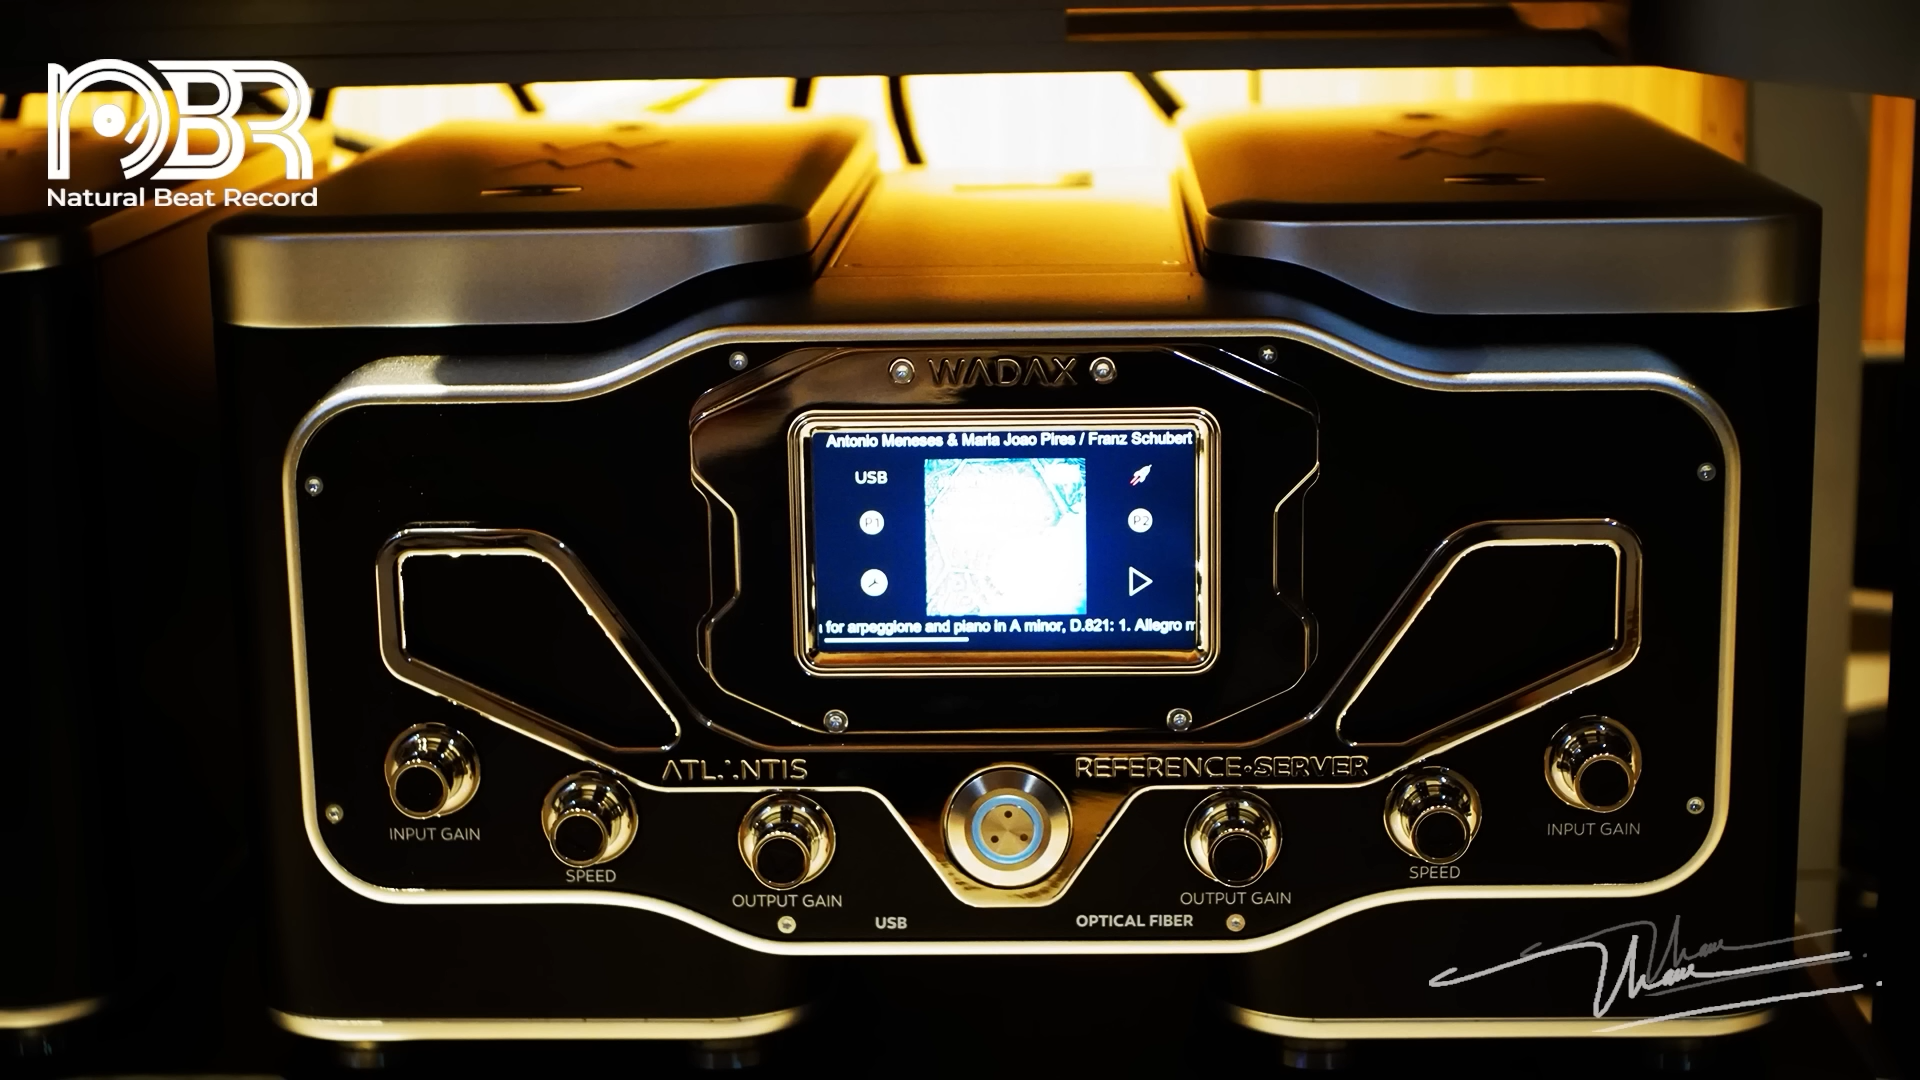 NBR
Natural Beat Record
WADAX
Antonio Meneses & Maria Joao Pires / Franz Schubert
USB
P1
P2
for arpeggione and piano in A minor, D.821: 1. Allegro m
ATLANTIS
REFERENCE·SERVER
INPUT GAIN
SPEED
OUTPUT GAIN
OUTPUT GAIN
SPEED
INPUT GAIN
USB
OPTICAL FIBER